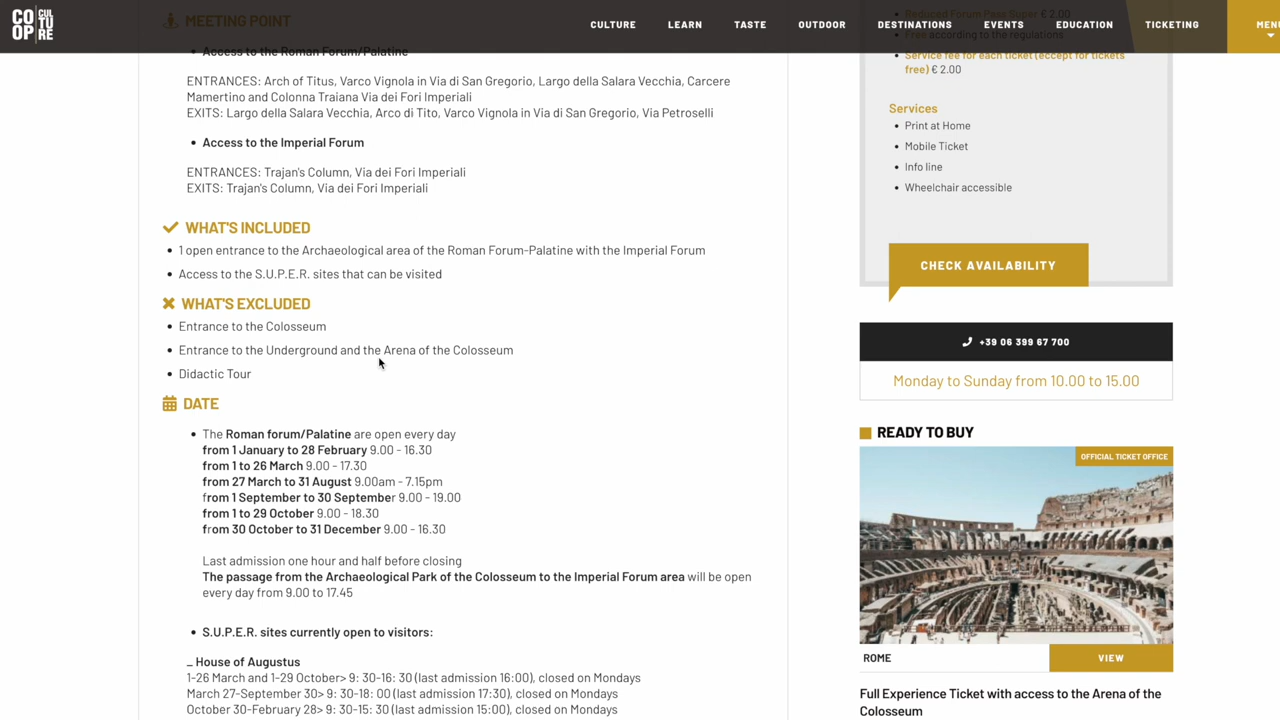 CO CUL
OP TU
RE
CULTURE
LEARN
TASTE
OUTDOOR
DESTINATIONS
EVENTS
EDUCATION
TICKETING
MENU
MEETING POINT
• Access to the Roman Forum/Palatine
ENTRANCES: Arch of Titus, Varco Vignola in Via di San Gregorio, Largo della Salara Vecchia, Carcere
Mamertino and Colonna Traiana Via dei Fori Imperiali
EXITS: Largo della Salara Vecchia, Arco di Tito, Varco Vignola in Via di San Gregorio, Via Petroselli
• Access to the Imperial Forum
ENTRANCES: Trajan's Column, Via dei Fori Imperiali
EXITS: Trajan's Column, Via dei Fori Imperiali
WHAT'S INCLUDED
• 1 open entrance to the Archaeological area of the Roman Forum-Palatine with the Imperial Forum
• Access to the S.U.P.E.R. sites that can be visited
WHAT'S EXCLUDED
• Entrance to the Colosseum
• Entrance to the Underground and the Arena of the Colosseum
• Didactic Tour
DATE
• The Roman forum/Palatine are open every day
from 1 January to 28 February 9.00 - 16.30
from 1 to 26 March 9.00 - 17.30
from 27 March to 31 August 9.00am - 7.15pm
from 1 September to 30 September 9.00 - 19.00
from 1 to 29 October 9.00 - 18.30
from 30 October to 31 December 9.00 - 16.30
Last admission one hour and half before closing
The passage from the Archaeological Park of the Colosseum to the Imperial Forum area will be open
every day from 9.00 to 17.45
• S.U.P.E.R. sites currently open to visitors:
_ House of Augustus
1-26 March and 1-29 October> 9: 30-16: 30 (last admission 16:00), closed on Mondays
March 27-September 30> 9: 30-18: 00 (last admission 17:30), closed on Mondays
October 30-February 28> 9: 30-15: 30 (last admission 15:00), closed on Mondays
• Reduced Forum Pass Super € 2.00
• Free according to the regulations
• Service fee for each ticket (except for tickets
free) € 2.00
Services
• Print at Home
• Mobile Ticket
• Info line
• Wheelchair accessible
CHECK AVAILABILITY
+39 06 399 67 700
Monday to Sunday from 10.00 to 15.00
READY TO BUY
OFFICIAL TICKET OFFICE
ROME
VIEW
Full Experience Ticket with access to the Arena of the
Colosseum